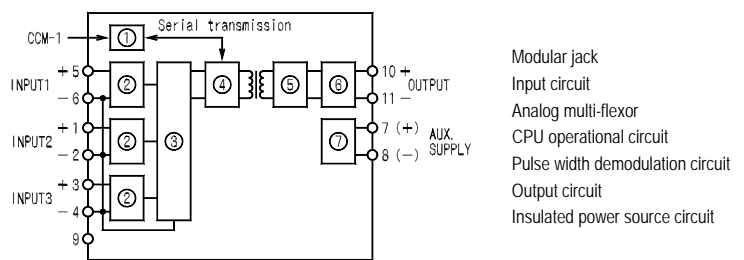 Serial transmission
CCM-1
①
+ 5
INPUT1
- 6
②
④
⑤
⑥
10 +
OUTPUT
11 -
+ 1
INPUT2
- 2
②
③
⑦
7 (+)
AUX.
SUPPLY
8 (-)
+ 3
INPUT3
- 4
②
9
Modular jack
Input circuit
Analog multi-flexor
CPU operational circuit
Pulse width demodulation circuit
Output circuit
Insulated power source circuit